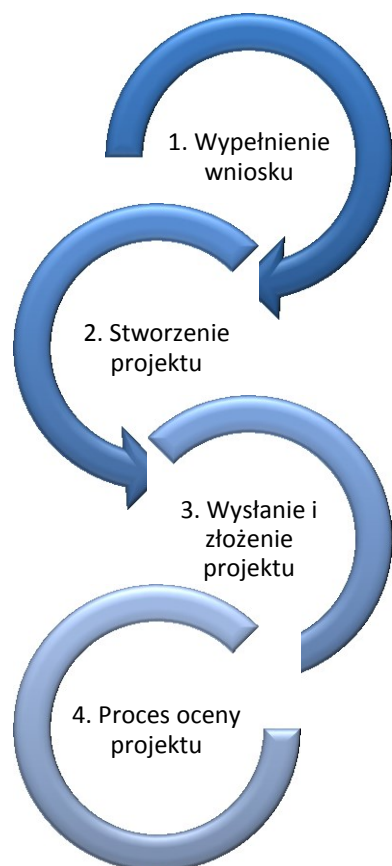 1. Wypełnienie
wniosku
2. Stworzenie
projektu
3. Wysłanie i
złożenie
projektu
4. Proces oceny
projektu